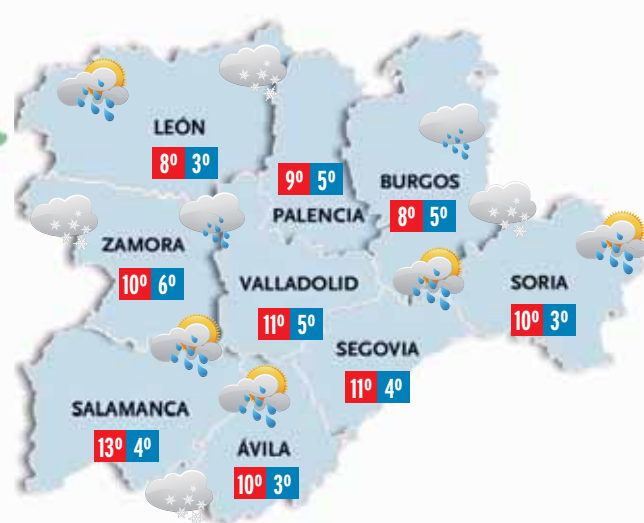 LEÓN
8º 3º
9º 5º
PALENCIA
BURGOS
8º 5º
ZAMORA
10º 6º
VALLADOLID
11º 5º
SORIA
10º 3º
SEGOVIA
11º 4º
SALAMANCA
13º 4º
ÁVILA
10º 3º